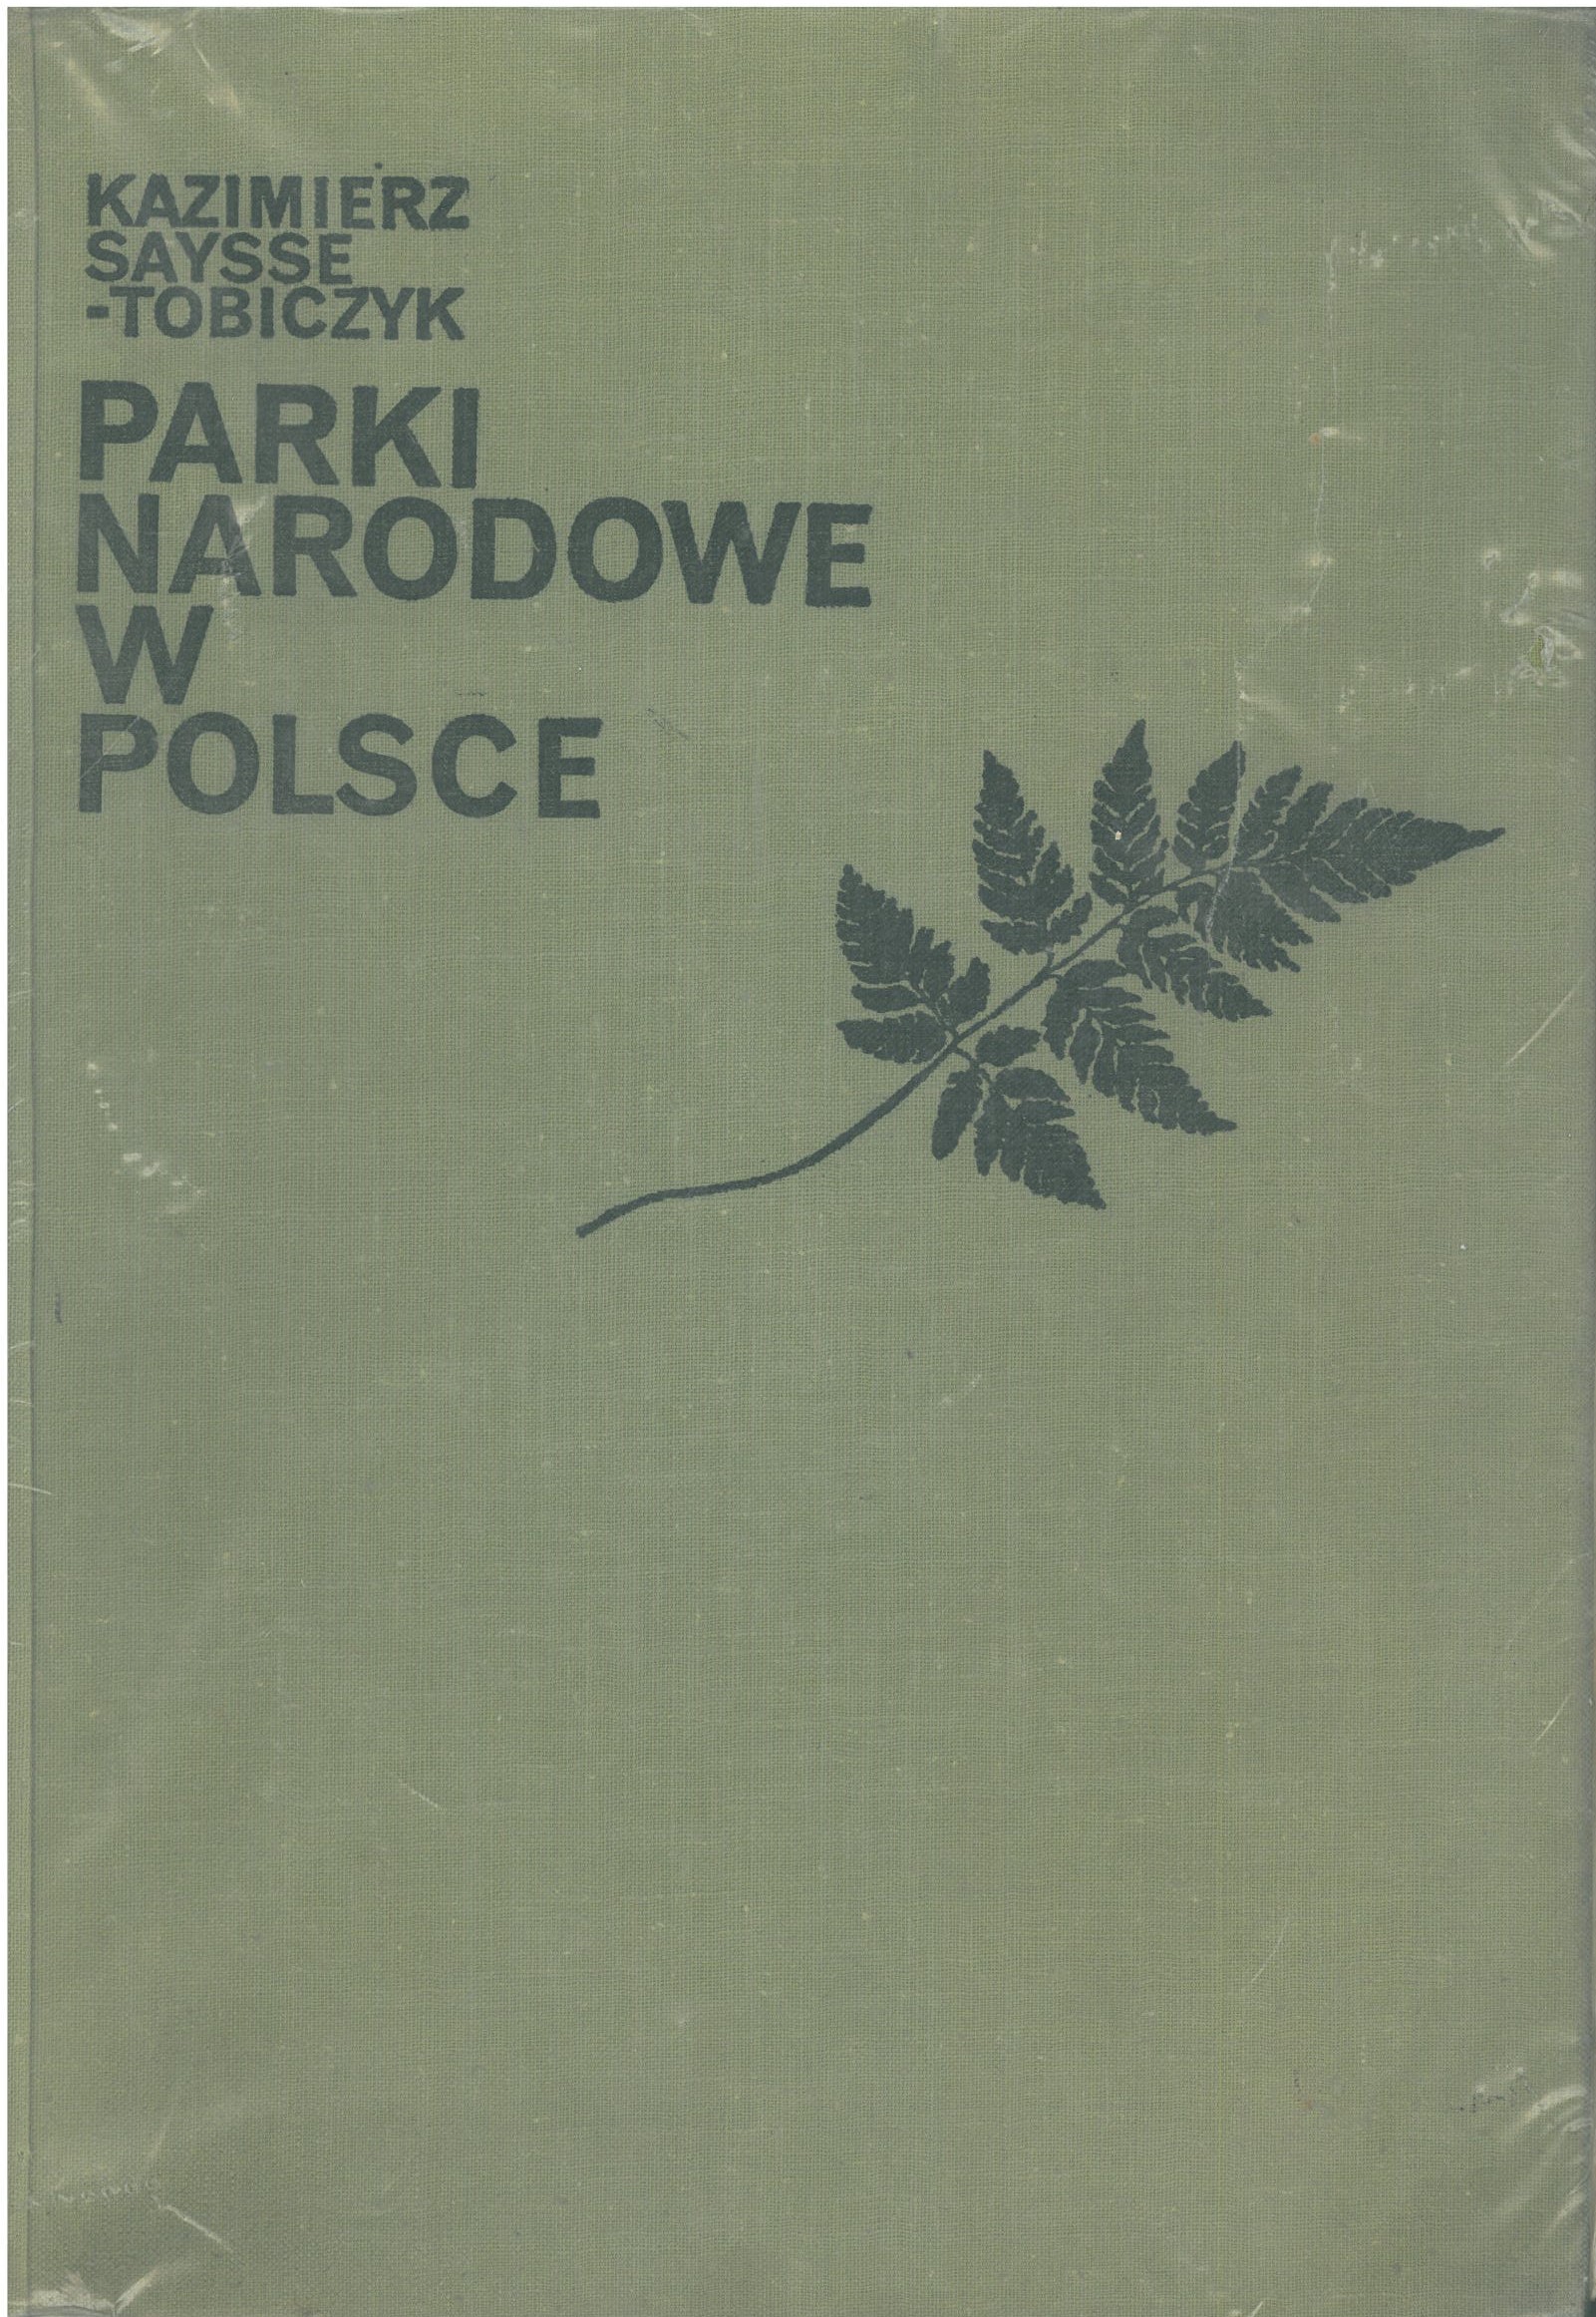 KAZIMIERZ
SAYSSE
-TOBICZYK
PARKI
NARODOWE
W
POLSCE